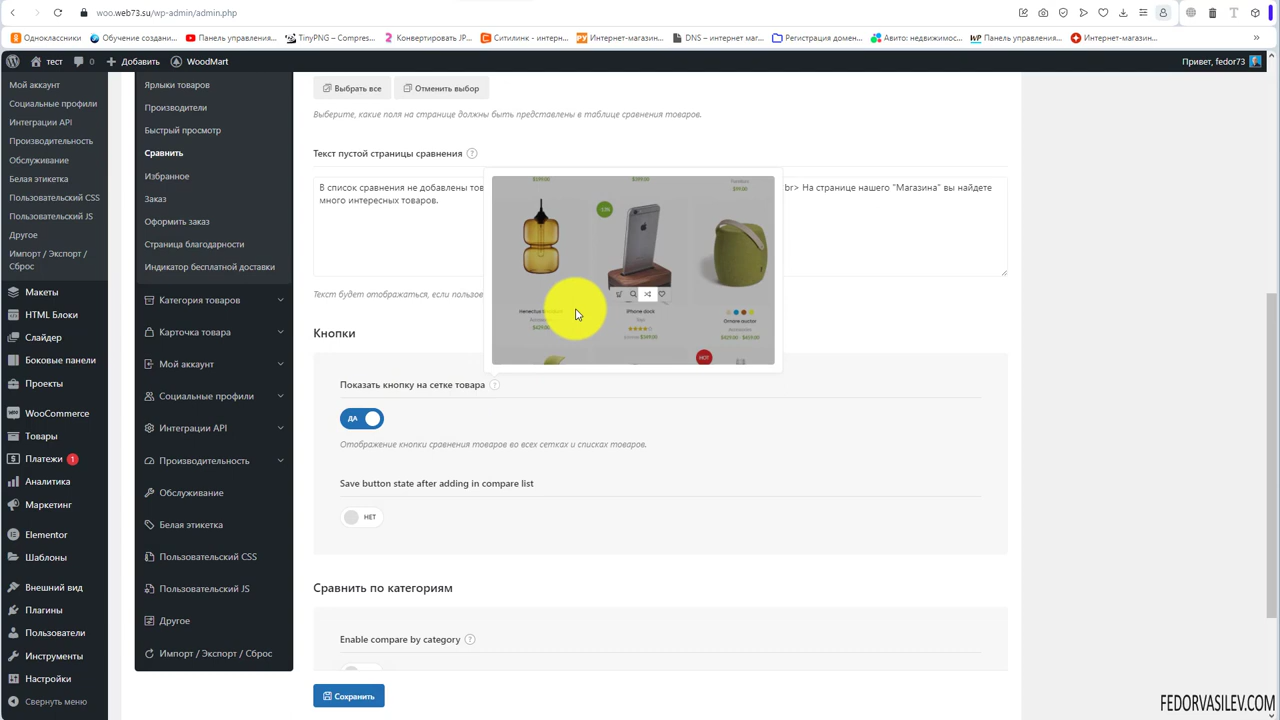 woo.web73.su/wp-admin/admin.php
Одноклассники
Обучение создани...
Панель управления...
TinyPNG – Compres...
Конвертировать JP...
Ситилинк - интерн...
Интернет-магазин...
DNS – интернет маг...
Регистрация домен...
Авито: недвижимос...
Панель управления...
Интернет-магазин...
тест
0
Добавить
WoodMart
Привет, fedor73
Мой аккаунт
Социальные профили
Интеграции API
Производительность
Обслуживание
Белая этикетка
Пользовательский CSS
Пользовательский JS
Другое
Импорт / Экспорт /
Сброс
Макеты
HTML Блоки
Слайдер
Боковые панели
Проекты
WooCommerce
Товары
Платежи 1
Аналитика
Маркетинг
Elementor
Шаблоны
Внешний вид
Плагины
Пользователи
Инструменты
Настройки
Свернуть меню
Ярлыки товаров
Производители
Быстрый просмотр
Сравнить
Избранное
Заказ
Оформить заказ
Страница благодарности
Индикатор бесплатной доставки
Категория товаров
Карточка товара
Мой аккаунт
Социальные профили
Интеграции API
Производительность
Обслуживание
Белая этикетка
Пользовательский CSS
Пользовательский JS
Другое
Импорт / Экспорт / Сброс
Выбрать все
Отменить выбор
Выберите, какие поля на странице должны быть представлены в таблице сравнения товаров.
Текст пустой страницы сравнения
В список сравнения не добавлены тов
br> На странице нашего "Магазина" вы найдете
много интересных товаров.
Текст будет отображаться, если пользов
iPhone dock
Ornare auctor
HOT
Кнопки
Показать кнопку на сетке товара
ДА
Отображение кнопки сравнения товаров во всех сетках и списках товаров.
Save button state after adding in compare list
НЕТ
Сравнить по категориям
Enable compare by category
Сохранить
FEDORVASILEV.COM